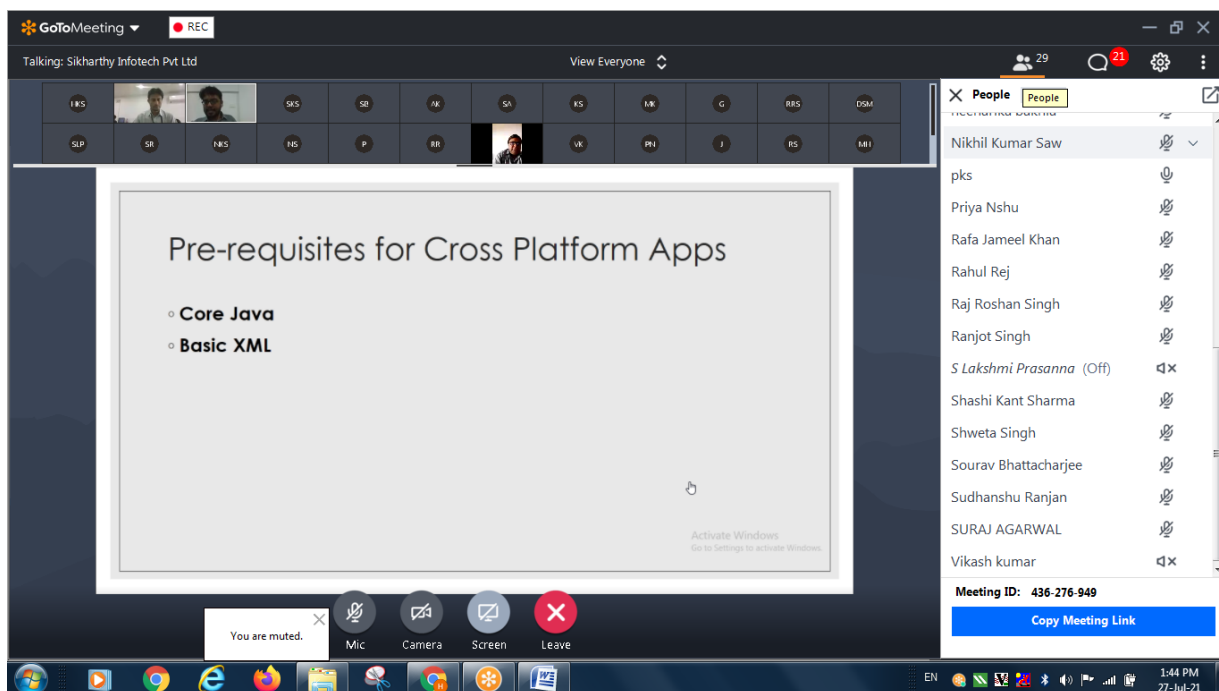 GoToMeeting
REC
Talking: Sikharthy Infotech Pvt Ltd
View Everyone
29
21
HKS
SKS
SB
AK
SA
KS
MK
G
RRS
DSM
SLP
SR
NKS
NS
P
RR
VK
PN
J
RS
MH
Pre-requisites for Cross Platform Apps
Core Java
Basic XML
Activate Windows
Go to Settings to activate Windows.
People
People
Nikhil Kumar Saw
pks
Priya Nshu
Rafa Jameel Khan
Rahul Rej
Raj Roshan Singh
Ranjot Singh
S Lakshmi Prasanna (Off)
Shashi Kant Sharma
Shweta Singh
Sourav Bhattacharjee
Sudhanshu Ranjan
SURAJ AGARWAL
Vikash kumar
Meeting ID: 436-276-949
Copy Meeting Link
You are muted.
Mic
Camera
Screen
Leave
EN
1:44 PM
27-Jul-21